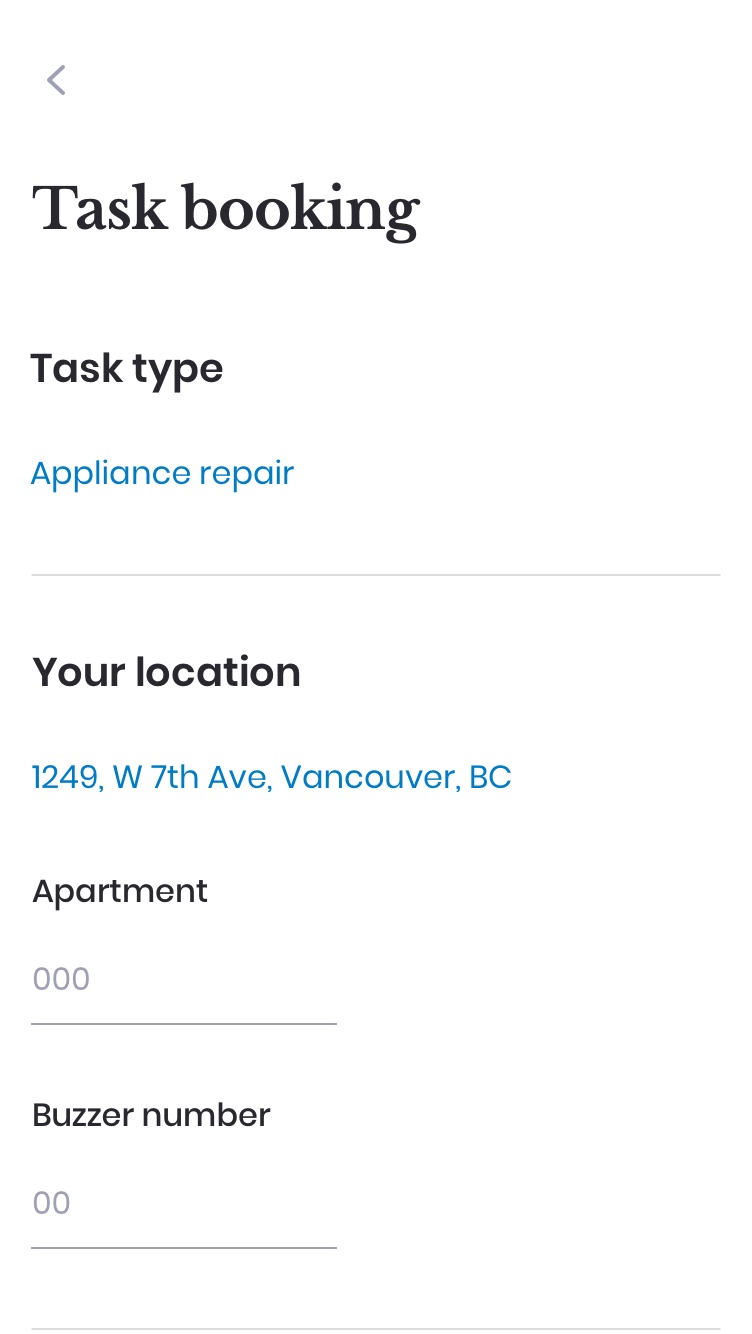 Task booking
Task type
Appliance repair
Your location
1249, W 7th Ave, Vancouver, BC
Apartment
000
Buzzer number
00